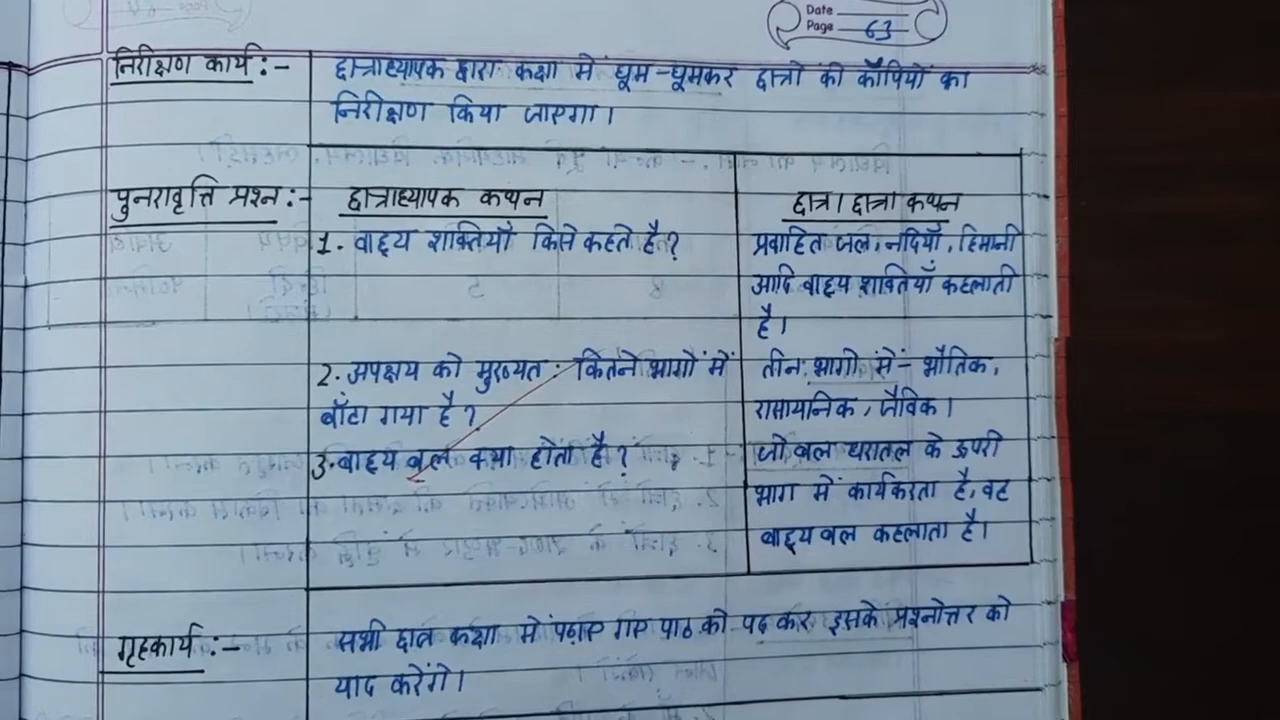 Date
Page 63
निरीक्षण कार्य :- छात्राध्यापक द्वारा कक्षा में घूम-घूमकर छात्रों की कॉपियों का
निरीक्षण किया जाएगा।
पुनरावृत्ति प्रश्न :- छात्राध्यापक कथन
छात्र/छात्रा कथन
1. वाह्य शक्तियाँ किसे कहते है?
प्रवाहित जल, नदियाँ, हिमानी
आदि वाह्य शक्तियाँ कहलाती
है।
2. अपक्षय को मुख्यत: कितने भागों में
बाँटा गया है?
तीन भागो में - भौतिक,
रासायनिक, जैविक।
3. वाह्य बल क्या होता है?
जो बल धरातल के ऊपरी
भाग में कार्य करता है, वह
वाह्य बल कहलाता है।
गृहकार्य :- सभी छात्र कक्षा में पढ़ाए गए पाठ को पढ़ कर इसके प्रश्नोत्तर को
याद करेंगे।